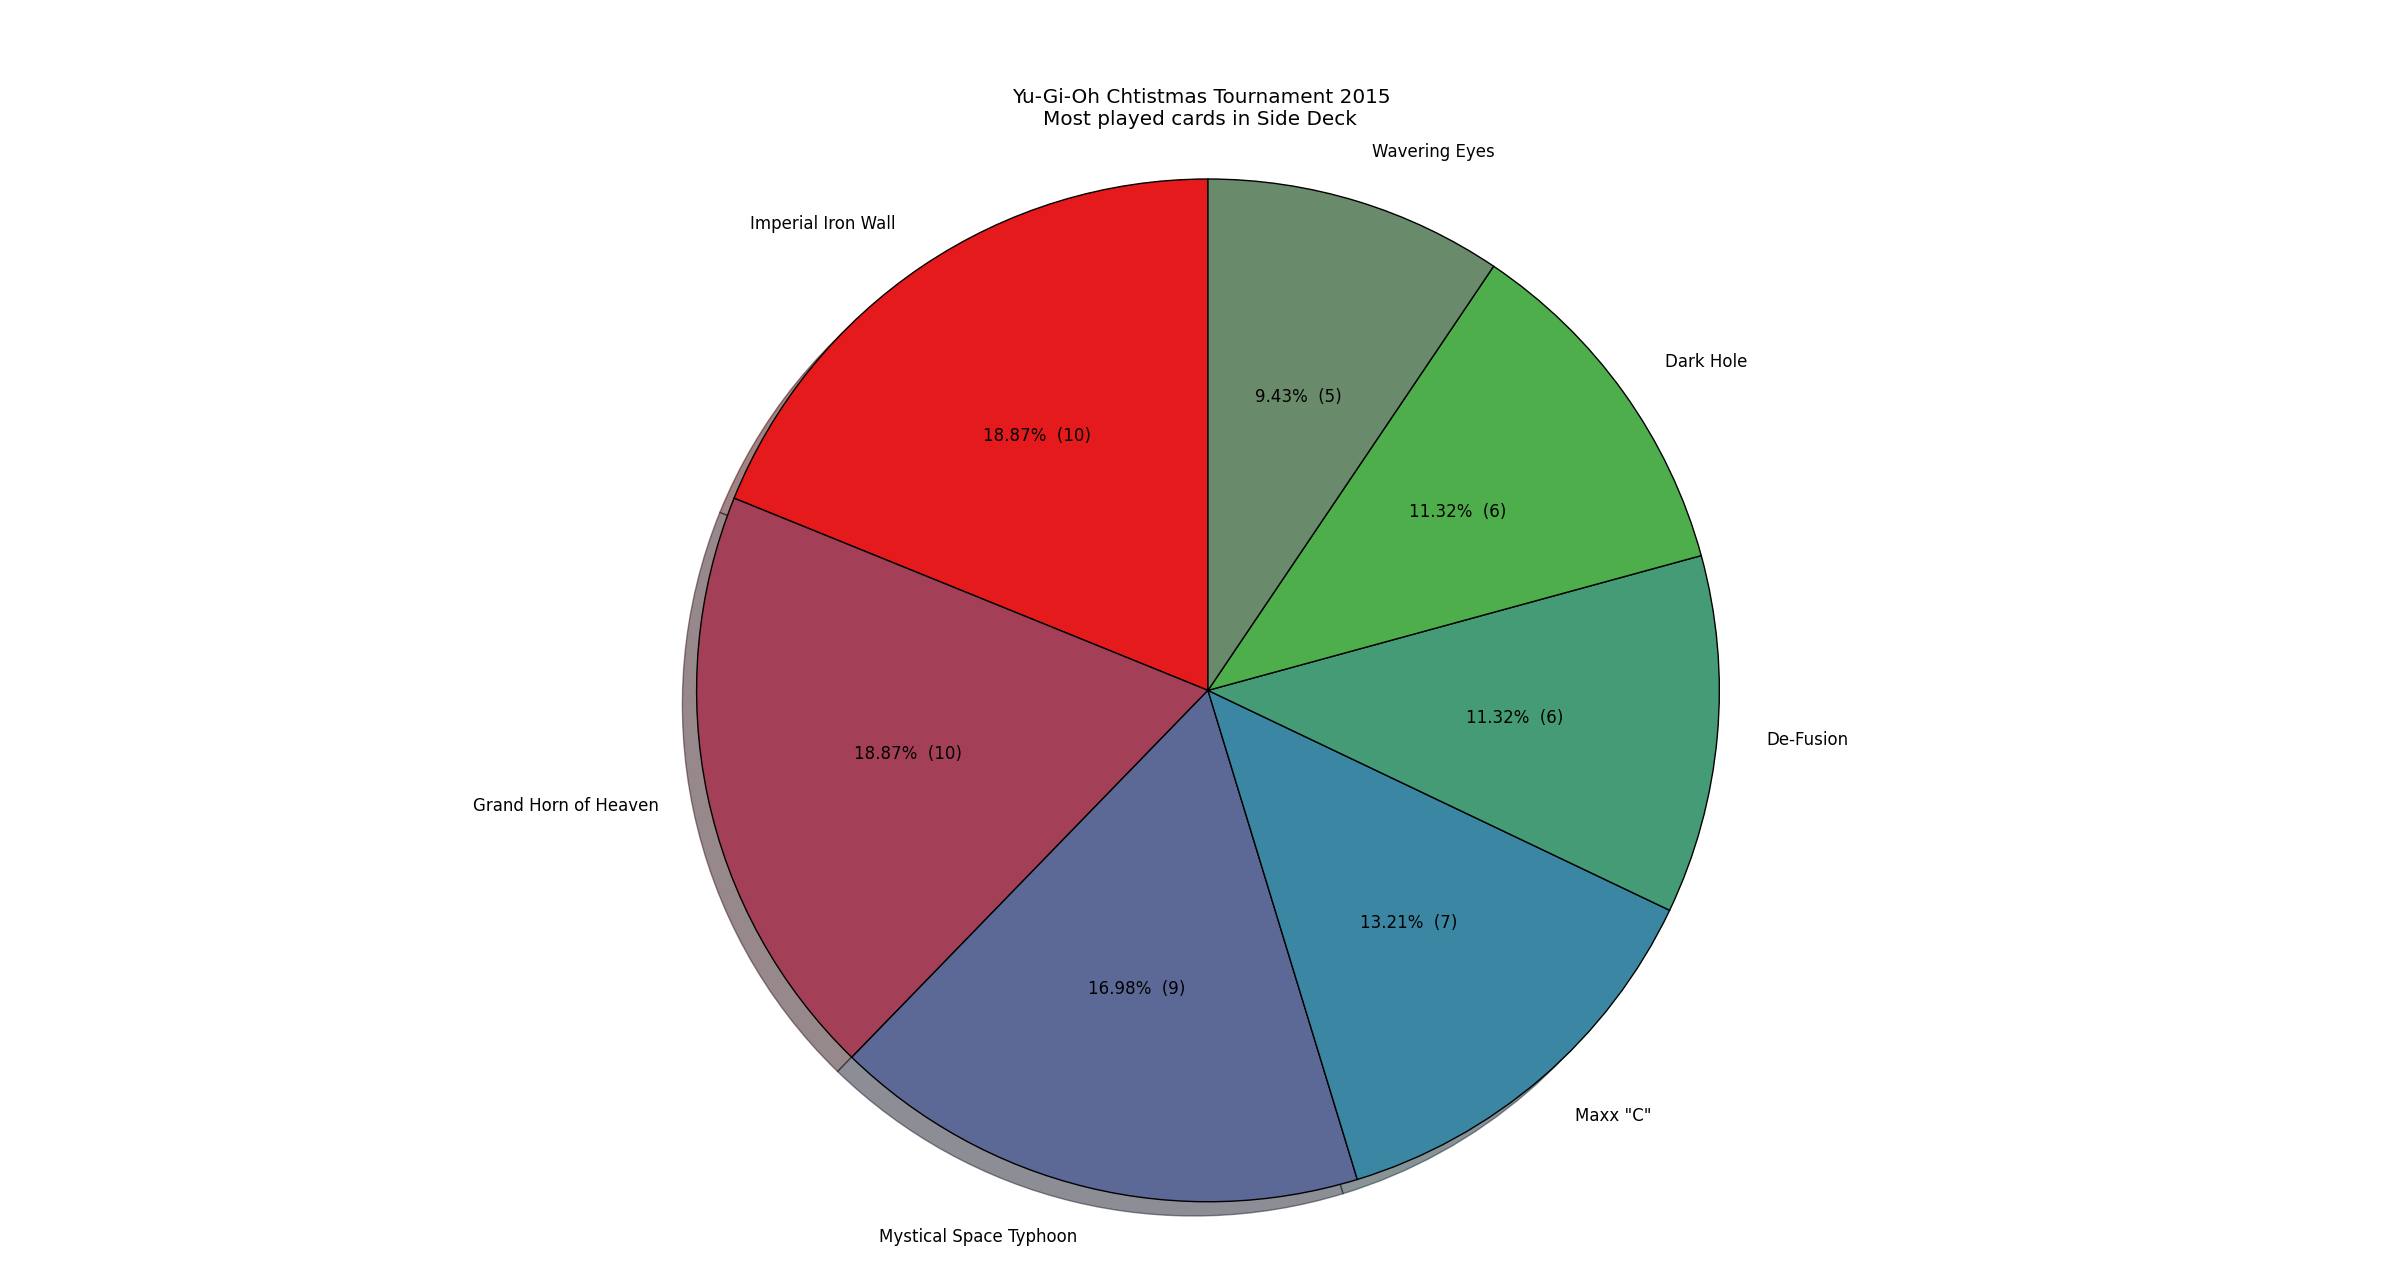 Yu-Gi-Oh Chtistmas Tournament 2015
Most played cards in Side Deck
Wavering Eyes
Imperial Iron Wall
Dark Hole
9.43%  (5)
18.87%  (10)
11.32%  (6)
11.32%  (6)
De-Fusion
18.87%  (10)
Grand Horn of Heaven
13.21%  (7)
16.98%  (9)
Maxx "C"
Mystical Space Typhoon